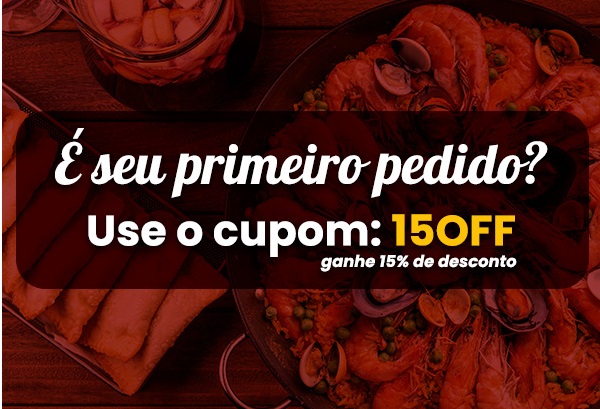 É seu primeiro pedido?
Use o cupom: 15OFF
ganhe 15% de desconto